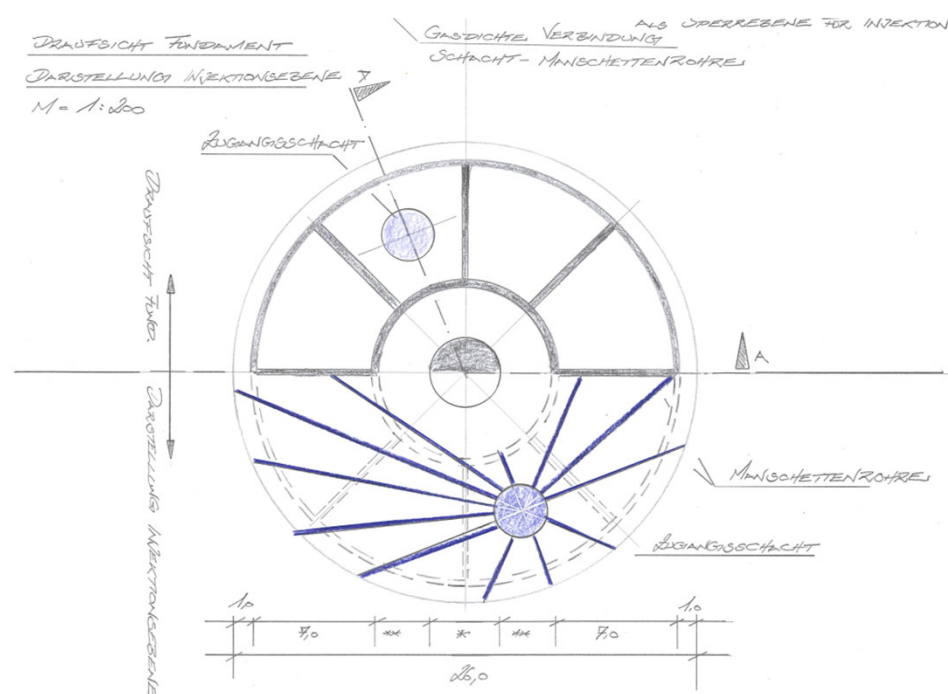 DRAUFSICHT FUNDAMENT
DARSTELLUNG INJEKTIONSEBENE
M = 1:200
GASDICHTE VERBINDUNG
SCHACHT - MANSCHETTENROHRE
ALS SPERREBENE FÜR INJEKTION
ZUGANGSSCHACHT
DRAUFSICHT FUND.
DARSTELLUNG INJEKTIONSEBENE
A
MANSCHETTENROHRE
ZUGANGSSCHACHT
1,0 7,0 ** * ** 7,0 1,0
26,0